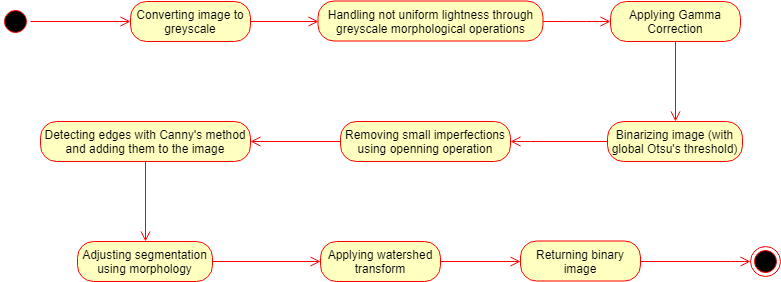 Converting image to
greyscale
Handling not uniform lightness through
greyscale morphological operations
Applying Gamma
Correction
Binarizing image (with
global Otsu's threshold)
Removing small imperfections
using openning operation
Detecting edges with Canny's method
and adding them to the image
Adjusting segmentation
using morphology
Applying watershed
transform
Returning binary
image